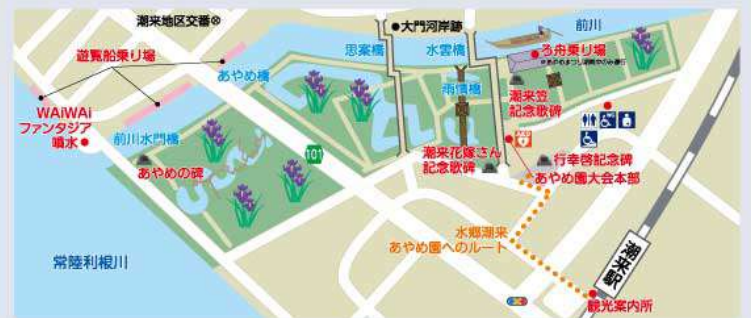 潮来地区交番⊗
●大門河岸跡
前川
遊覧船乗り場
思案橋
水雲橋
ろ舟乗り場
あやめ橋
雨情橋
潮来笠
記念歌碑
WAiWAi
ファンタジア
噴水
前川水門橋
101
あやめの碑
AED
潮来花嫁さん
記念歌碑
行幸啓記念碑
あやめ園大会本部
水郷潮来
あやめ園へのルート
常陸利根川
潮来駅
観光案内所